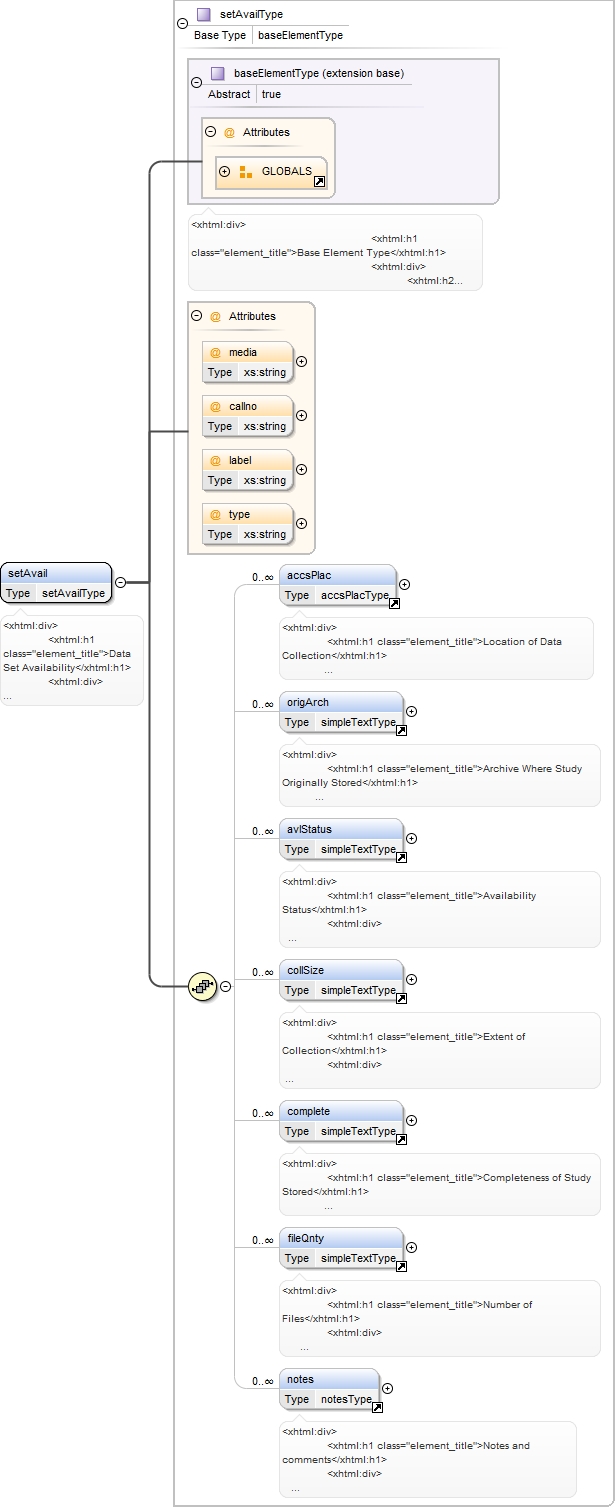 setAvailType
Base Type baseElementType
baseElementType (extension base)
Abstract true
@ Attributes
GLOBALS
<xhtml:div>
<xhtml:h1
class="element_title">Base Element Type</xhtml:h1>
<xhtml:div>
<xhtml:h2...
@ Attributes
@ media
Type xs:string
@ callno
Type xs:string
@ label
Type xs:string
@ type
Type xs:string
setAvail
Type setAvailType
<xhtml:div>
<xhtml:h1
class="element_title">Data
Set Availability</xhtml:h1>
<xhtml:div>
...
0..∞ accsPlac
Type accsPlacType
<xhtml:div>
<xhtml:h1 class="element_title">Location of Data
Collection</xhtml:h1>
...
0..∞ origArch
Type simpleTextType
<xhtml:div>
<xhtml:h1 class="element_title">Archive Where Study
Originally Stored</xhtml:h1>
...
0..∞ avlStatus
Type simpleTextType
<xhtml:div>
<xhtml:h1 class="element_title">Availability
Status</xhtml:h1>
<xhtml:div>
...
0..∞ collSize
Type simpleTextType
<xhtml:div>
<xhtml:h1 class="element_title">Extent of
Collection</xhtml:h1>
<xhtml:div>
...
0..∞ complete
Type simpleTextType
<xhtml:div>
<xhtml:h1 class="element_title">Completeness of Study
Stored</xhtml:h1>
...
0..∞ fileQnty
Type simpleTextType
<xhtml:div>
<xhtml:h1 class="element_title">Number of
Files</xhtml:h1>
<xhtml:div>
...
0..∞ notes
Type notesType
<xhtml:div>
<xhtml:h1 class="element_title">Notes and
comments</xhtml:h1>
<xhtml:div>
...